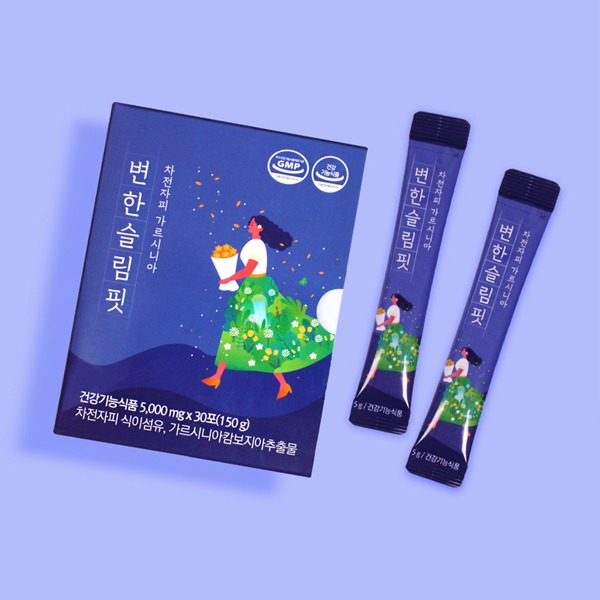 차전자피 가르시니아
변한슬림핏
GMP
건강
기능식품
건강기능식품 5,000 mg x 30포(150 g)
차전자피 식이섬유, 가르시니아캄보지아추출물
차전자피 가르시니아
변한슬림핏
5g / 건강기능식품
차전자피 가르시니아
변한슬림핏
5g / 건강기능식품